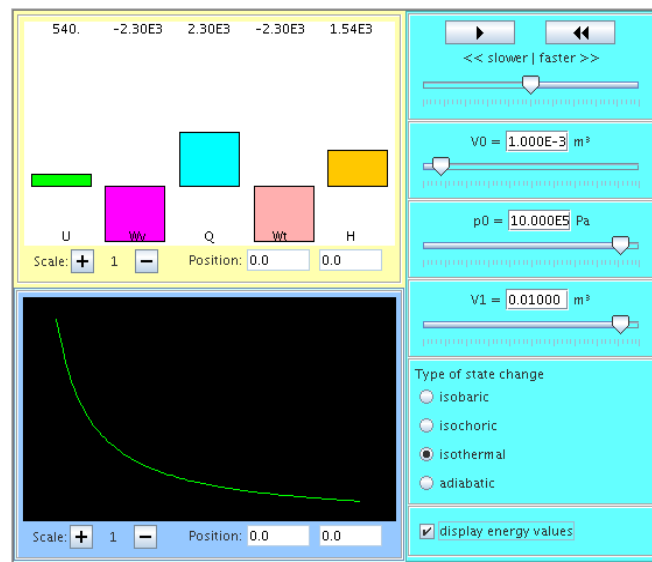 540. -2.30E3 2.30E3 -2.30E3 1.54E3
U Wv Q Wt H
Scale: + 1 − Position: 0.0 0.0
Scale: + 1 − Position: 0.0 0.0
<< slower | faster >>
V0 = 1.000E-3 m³
p0 = 10.000E5 Pa
V1 = 0.01000 m³
Type of state change
isobaric
isochoric
isothermal
adiabatic
display energy values